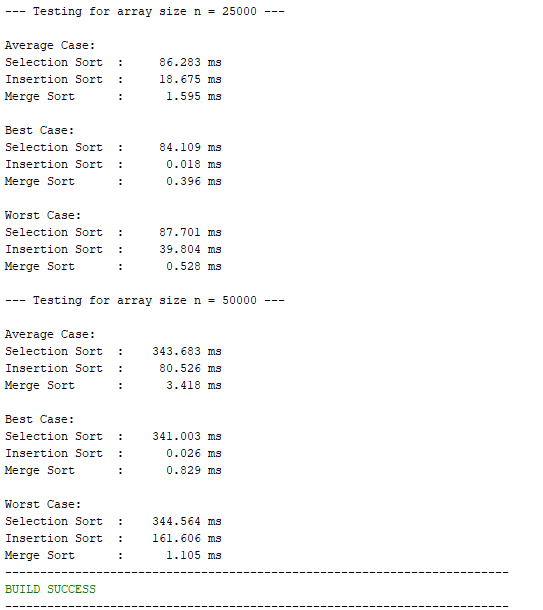 --- Testing for array size n = 25000 ---
Average Case:
Selection Sort  :     86.283 ms
Insertion Sort  :     18.675 ms
Merge Sort      :      1.595 ms
Best Case:
Selection Sort  :     84.109 ms
Insertion Sort  :      0.018 ms
Merge Sort      :      0.396 ms
Worst Case:
Selection Sort  :     87.701 ms
Insertion Sort  :     39.804 ms
Merge Sort      :      0.528 ms
--- Testing for array size n = 50000 ---
Average Case:
Selection Sort  :    343.683 ms
Insertion Sort  :     80.526 ms
Merge Sort      :      3.418 ms
Best Case:
Selection Sort  :    341.003 ms
Insertion Sort  :      0.026 ms
Merge Sort      :      0.829 ms
Worst Case:
Selection Sort  :    344.564 ms
Insertion Sort  :    161.606 ms
Merge Sort      :      1.105 ms
------------------------------------------------------------------------
BUILD SUCCESS
------------------------------------------------------------------------